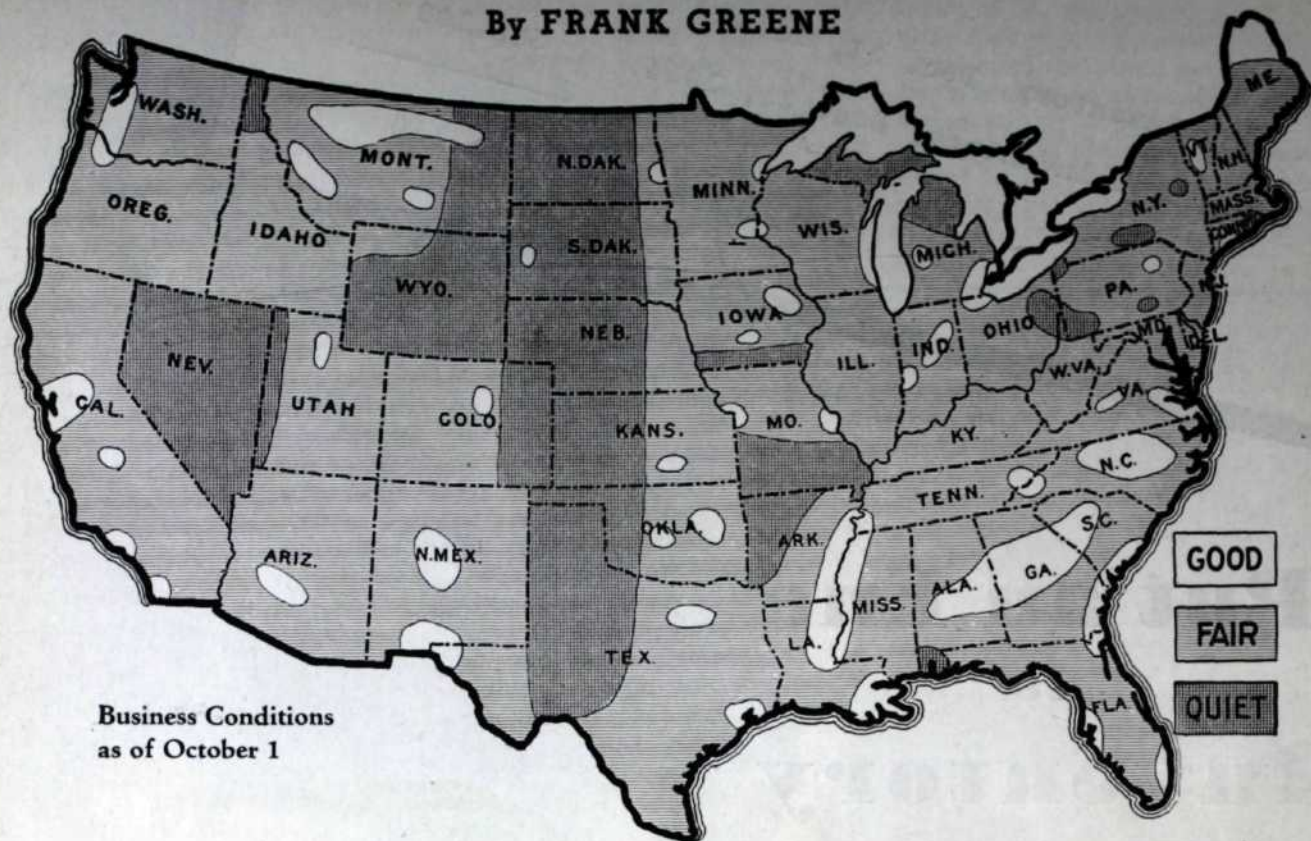 By FRANK GREENE
WASH.
MONT.
N.DAK.
MINN.
ME.
VT.
N.H.
OREG.
IDAHO
S.DAK.
WIS.
MICH.
N.Y.
MASS.
CONN.
WYO.
NEB.
IOWA
PA.
N.J.
NEV.
UTAH
COLO
KANS.
MO.
ILL.
IND.
OHIO
W.VA.
MD.
DEL.
VA.
CAL.
KY.
ARIZ.
N.MEX.
OKLA.
ARK.
TENN.
N.C.
S.C.
TEX.
LA.
MISS.
ALA.
GA.
FLA.
GOOD
FAIR
QUIET
Business Conditions
as of October 1